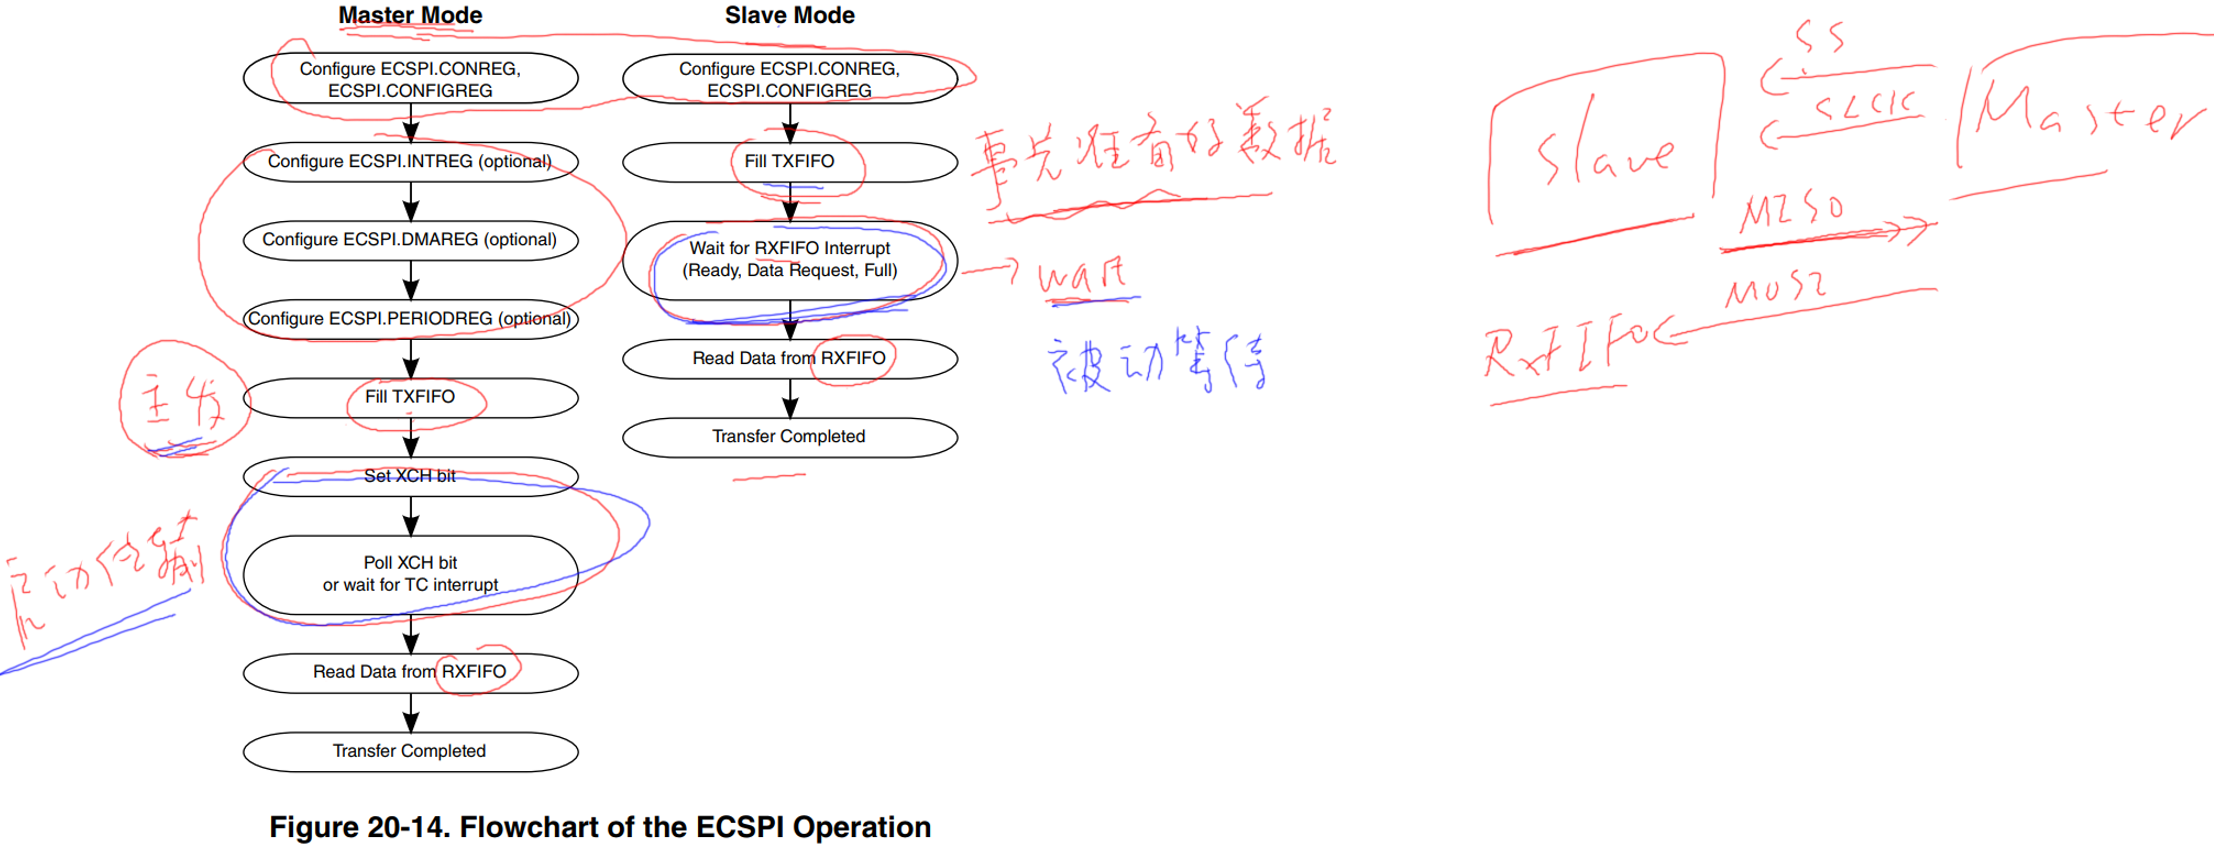 Master Mode
Configure ECSPI.CONREG,
ECSPI.CONFIGREG
Configure ECSPI.INTREG (optional)
Configure ECSPI.DMAREG (optional)
Configure ECSPI.PERIODREG (optional)
主发
Fill TXFIFO
Set XCH bit
启动传输
Poll XCH bit
or wait for TC interrupt
Read Data from RXFIFO
Transfer Completed
Slave Mode
Configure ECSPI.CONREG,
ECSPI.CONFIGREG
Fill TXFIFO
事先准备好数据
Wait for RXFIFO Interrupt
(Ready, Data Request, Full)
wait
被动等待
Read Data from RXFIFO
Transfer Completed
Slave
SS
SLCK
Master
MISO
MOSI
RxFIFO
Figure 20-14. Flowchart of the ECSPI Operation